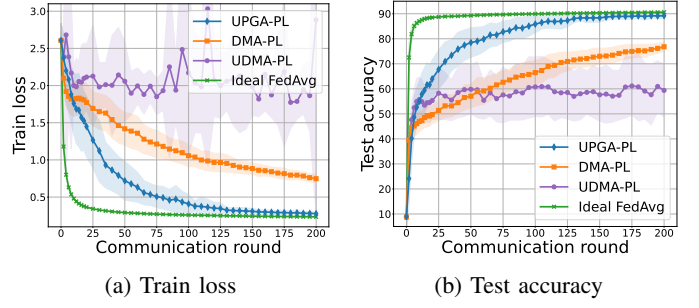 3.0
2.5
2.0
1.5
1.0
0.5
Train loss
0 25 50 75 100 125 150 175 200
Communication round
UPGA-PL
DMA-PL
UDMA-PL
Ideal FedAvg
(a) Train loss
90
80
70
60
50
40
30
20
10
Test accuracy
0 25 50 75 100 125 150 175 200
Communication round
UPGA-PL
DMA-PL
UDMA-PL
Ideal FedAvg
(b) Test accuracy